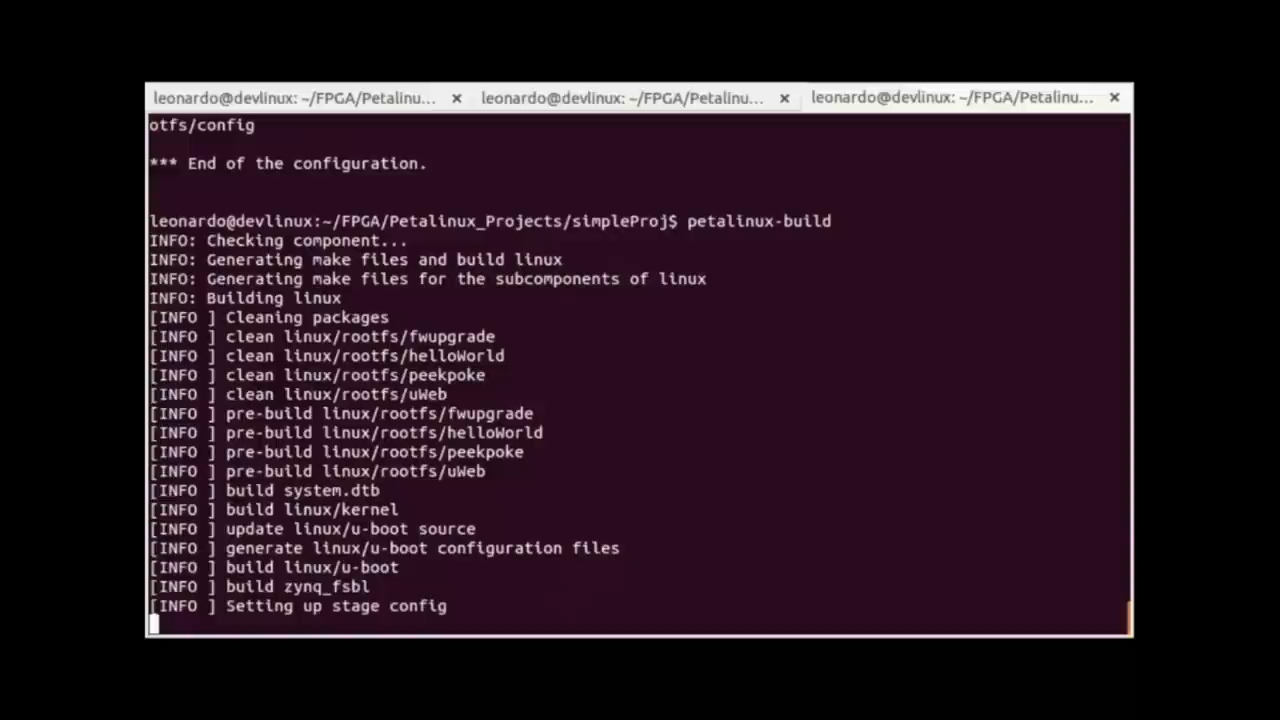 leonardo@devlinux: ~/FPGA/Petalinu... × leonardo@devlinux: ~/FPGA/Petalinu... × leonardo@devlinux: ~/FPGA/Petalinu... ×
otfs/config
*** End of the configuration.
leonardo@devlinux:~/FPGA/Petalinux_Projects/simpleProj$ petalinux-build
INFO: Checking component...
INFO: Generating make files and build linux
INFO: Generating make files for the subcomponents of linux
INFO: Building linux
[INFO ] Cleaning packages
[INFO ] clean linux/rootfs/fwupgrade
[INFO ] clean linux/rootfs/helloWorld
[INFO ] clean linux/rootfs/peekpoke
[INFO ] clean linux/rootfs/uWeb
[INFO ] pre-build linux/rootfs/fwupgrade
[INFO ] pre-build linux/rootfs/helloWorld
[INFO ] pre-build linux/rootfs/peekpoke
[INFO ] pre-build linux/rootfs/uWeb
[INFO ] build system.dtb
[INFO ] build linux/kernel
[INFO ] update linux/u-boot source
[INFO ] generate linux/u-boot configuration files
[INFO ] build linux/u-boot
[INFO ] build zynq_fsbl
[INFO ] Setting up stage config